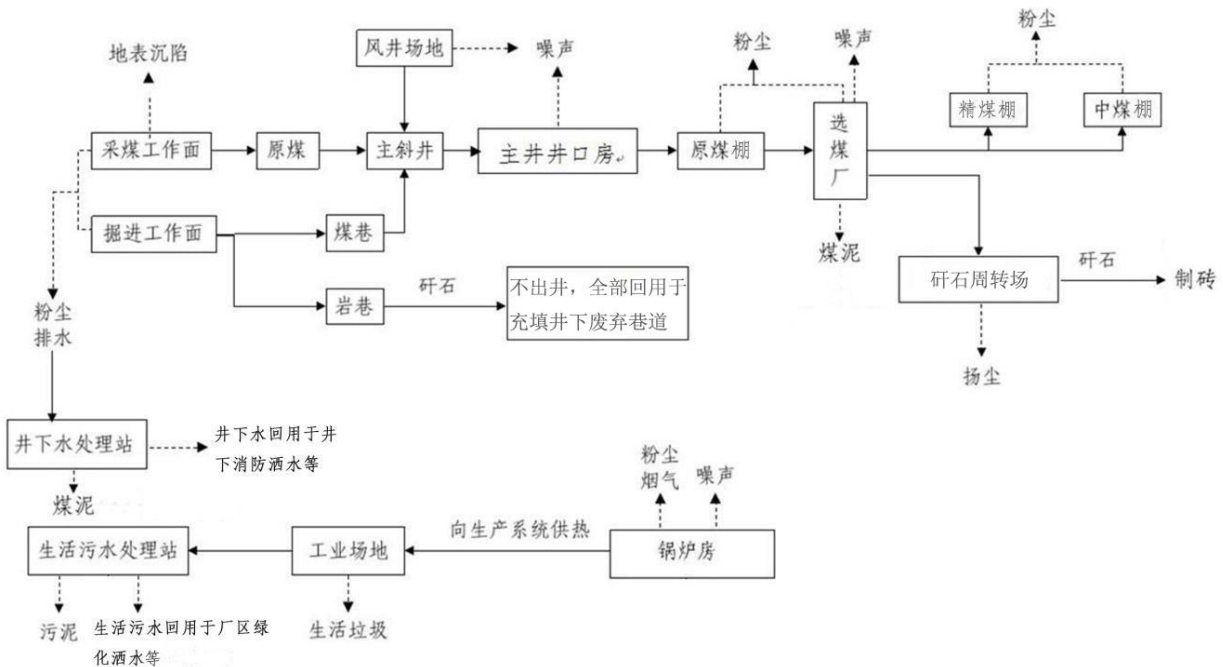 粉尘
地表沉陷
风井场地
噪声
粉尘
噪声
精煤棚
中煤棚
采煤工作面
原煤
主斜井
主井井口房
原煤棚
选煤厂
掘进工作面
煤巷
煤泥
矸石周转场
矸石
制砖
岩巷
矸石
不出井，全部回用于
充填井下废弃巷道
粉尘
排水
扬尘
井下水处理站
井下水回用于井
下消防洒水等
煤泥
粉尘
烟气
噪声
生活污水处理站
工业场地
向生产系统供热
锅炉房
污泥
生活污水回用于厂区绿
化洒水等
生活垃圾